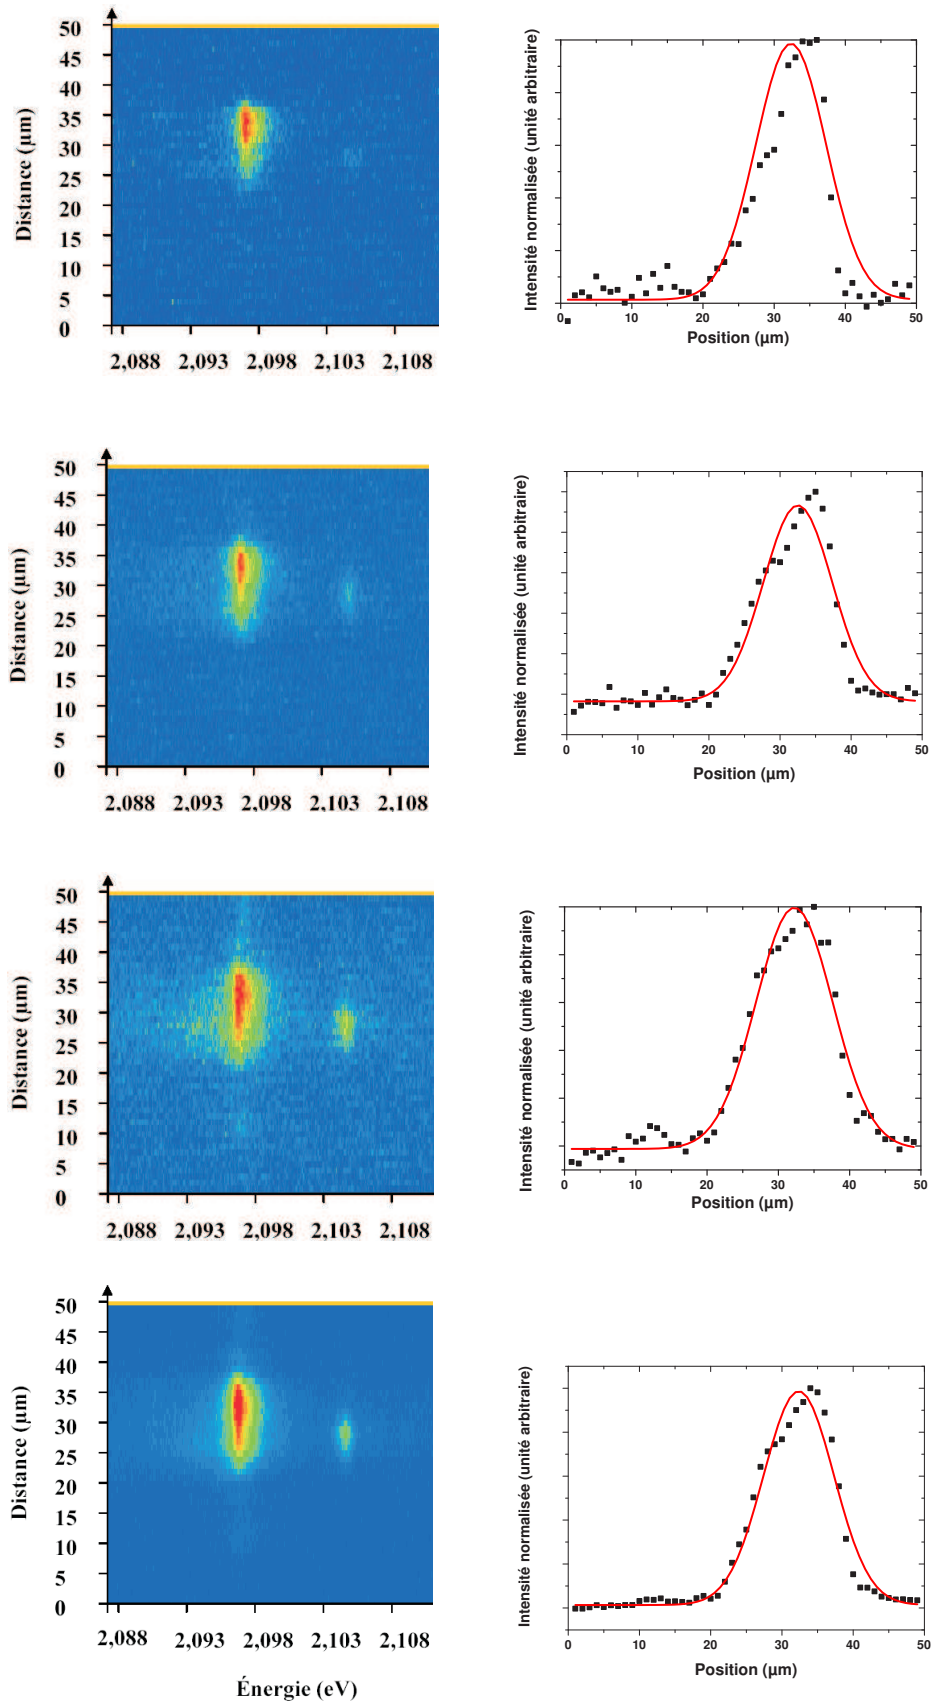 50
45
40
35
30
25
20
15
10
5
0
Distance (µm)
2,088 2,093 2,098 2,103 2,108
Intensité normalisée (unité arbitraire)
0 10 20 30 40 50
Position (µm)
50
45
40
35
30
25
20
15
10
5
0
Distance (µm)
2,088 2,093 2,098 2,103 2,108
Intensité normalisée (unité arbitraire)
0 10 20 30 40 50
Position (µm)
50
45
40
35
30
25
20
15
10
5
0
Distance (µm)
2,088 2,093 2,098 2,103 2,108
Intensité normalisée (unité arbitraire)
0 10 20 30 40 50
Position (µm)
50
45
40
35
30
25
20
15
10
5
0
Distance (µm)
2,088 2,093 2,098 2,103 2,108
Énergie (eV)
Intensité normalisée (unité arbitraire)
0 10 20 30 40 50
Position (µm)